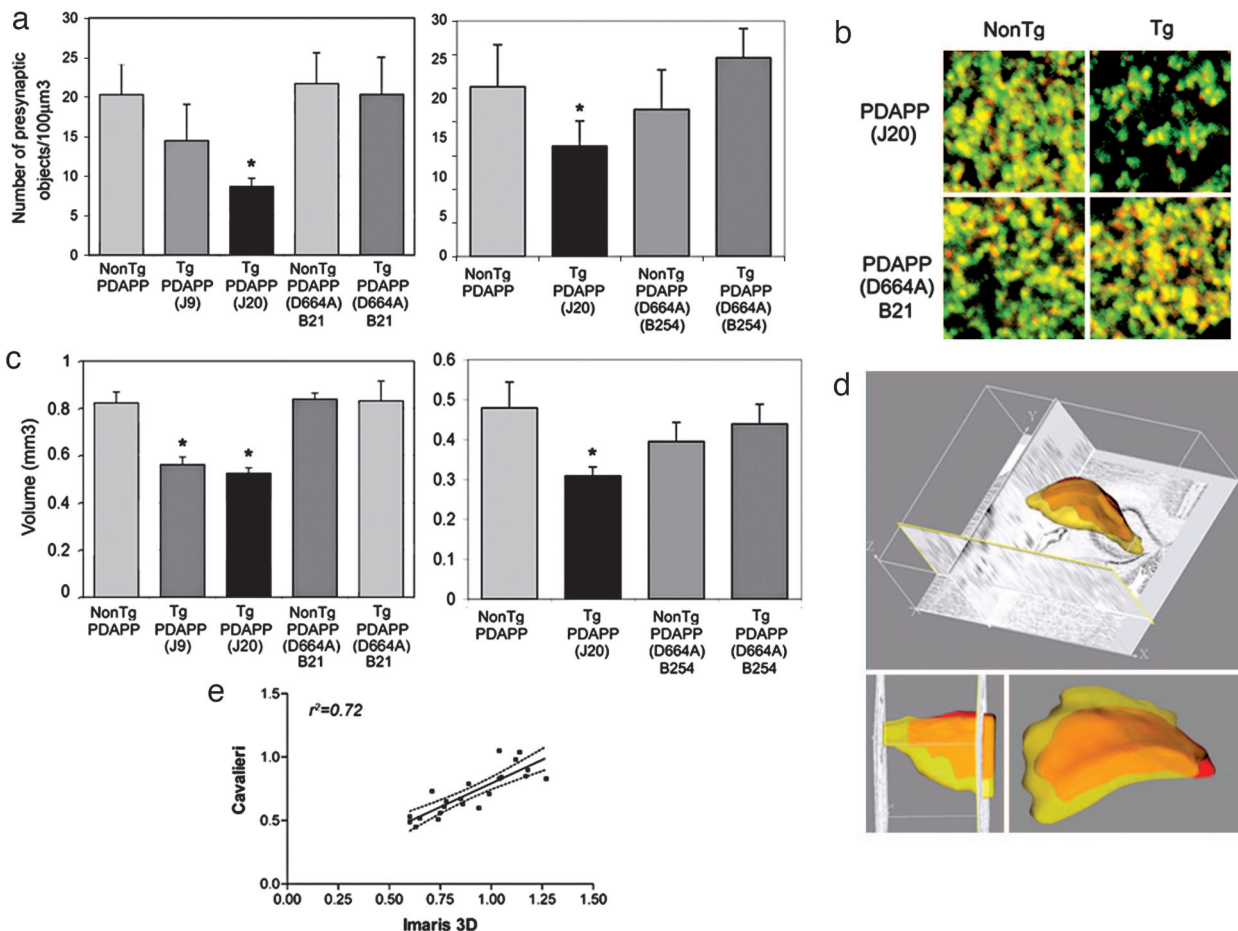 a
Number of presynaptic
objects/100µm3
30
25
20
15
10
5
0
NonTg
PDAPP
Tg
PDAPP
(J9)
Tg
PDAPP
(J20)
NonTg
PDAPP
(D664A)
B21
Tg
PDAPP
(D664A)
B21
30
25
20
15
10
5
0
*
*
NonTg
PDAPP
Tg
PDAPP
(J20)
NonTg
PDAPP
(D664A)
(B254)
Tg
PDAPP
(D664A)
(B254)
b
NonTg
Tg
PDAPP
(J20)
PDAPP
(D664A)
B21
c
Volume (mm3)
1
0.8
0.6
0.4
0.2
0
*
*
NonTg
PDAPP
Tg
PDAPP
(J9)
Tg
PDAPP
(J20)
NonTg
PDAPP
(D664A)
B21
Tg
PDAPP
(D664A)
B21
0.6
0.5
0.4
0.3
0.2
0.1
0
*
NonTg
PDAPP
Tg
PDAPP
(J20)
NonTg
PDAPP
(D664A)
B254
Tg
PDAPP
(D664A)
B254
d
Y
Z
X
e
r²=0.72
Cavalieri
1.5
1.0
0.5
0.0
0.00
0.25
0.50
0.75
1.00
1.25
1.50
Imaris 3D